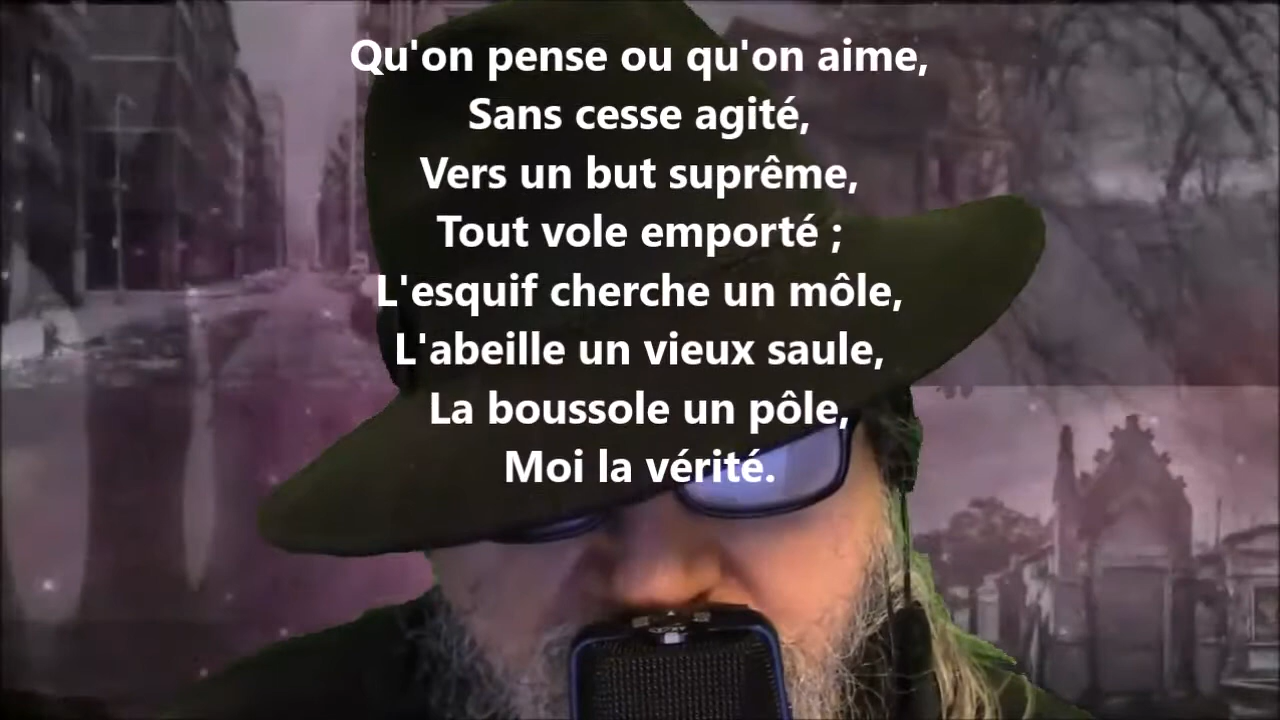 Qu'on pense ou qu'on aime,
Sans cesse agité,
Vers un but suprême,
Tout vole emporté ;
L'esquif cherche un môle,
L'abeille un vieux saule,
La boussole un pôle,
Moi la vérité.